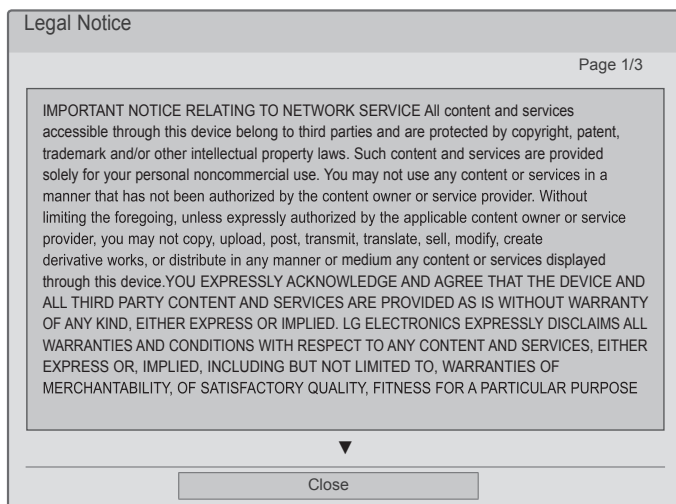 Legal Notice
Page 1/3
IMPORTANT NOTICE RELATING TO NETWORK SERVICE All content and services
accessible through this device belong to third parties and are protected by copyright, patent,
trademark and/or other intellectual property laws. Such content and services are provided
solely for your personal noncommercial use. You may not use any content or services in a
manner that has not been authorized by the content owner or service provider. Without
limiting the foregoing, unless expressly authorized by the applicable content owner or service
provider, you may not copy, upload, post, transmit, translate, sell, modify, create
derivative works, or distribute in any manner or medium any content or services displayed
through this device.YOU EXPRESSLY ACKNOWLEDGE AND AGREE THAT THE DEVICE AND
ALL THIRD PARTY CONTENT AND SERVICES ARE PROVIDED AS IS WITHOUT WARRANTY
OF ANY KIND, EITHER EXPRESS OR IMPLIED. LG ELECTRONICS EXPRESSLY DISCLAIMS ALL
WARRANTIES AND CONDITIONS WITH RESPECT TO ANY CONTENT AND SERVICES, EITHER
EXPRESS OR, IMPLIED, INCLUDING BUT NOT LIMITED TO, WARRANTIES OF
MERCHANTABILITY, OF SATISFACTORY QUALITY, FITNESS FOR A PARTICULAR PURPOSE
▼
Close